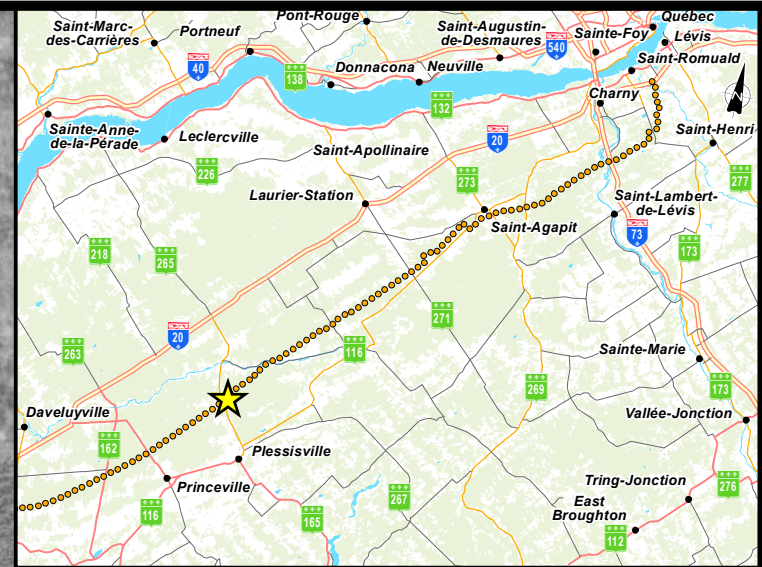 Saint-Marc-
des-Carrières
Portneuf
Pont-Rouge
Saint-Augustin-
de-Desmaures
Sainte-Foy
Québec
Lévis
Saint-Romuald
540
40
138
Donnacona
Neuville
132
Charny
N
Sainte-Anne-
de-la-Pérade
Leclercville
Saint-Apollinaire
20
Saint-Henri
226
273
277
Laurier-Station
Saint-Lambert-
de-Lévis
Saint-Agapit
73
218
265
173
271
20
263
116
Sainte-Marie
269
173
Daveluyville
Vallée-Jonction
162
Plessisville
Princeville
Tring-Jonction
276
267
East
Broughton
116
165
112